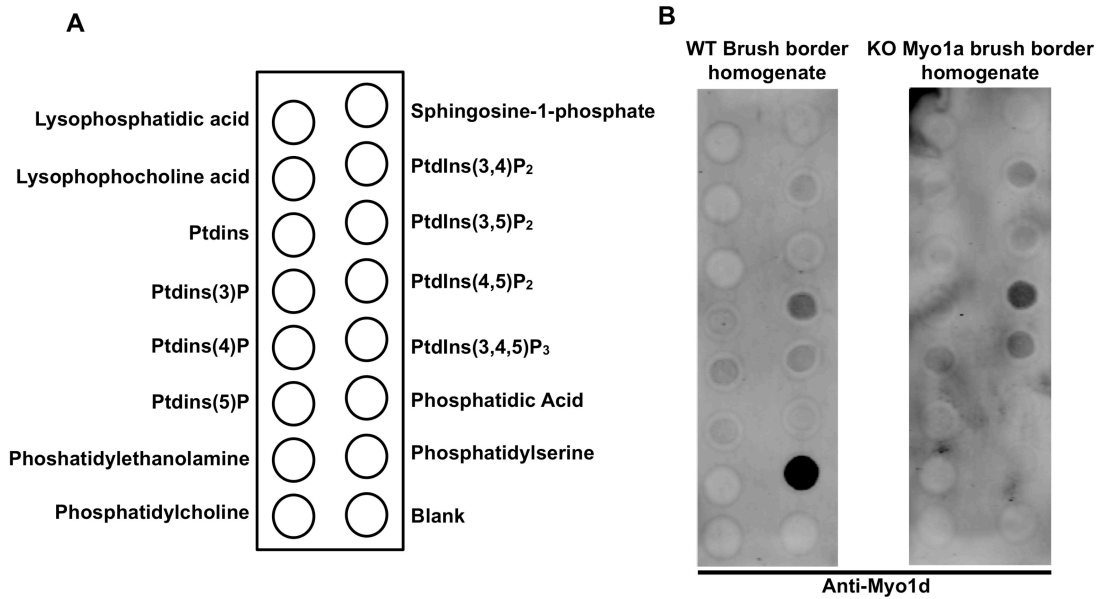 A
Lysophosphatidic acid
Lysophophocholine acid
Ptdins
Ptdins(3)P
Ptdins(4)P
Ptdins(5)P
Phoshatidylethanolamine
Phosphatidylcholine
Sphingosine-1-phosphate
PtdIns(3,4)P₂
PtdIns(3,5)P₂
PtdIns(4,5)P₂
PtdIns(3,4,5)P₃
Phosphatidic Acid
Phosphatidylserine
Blank
B
WT Brush border
homogenate
KO Myo1a brush border
homogenate
Anti-Myo1d